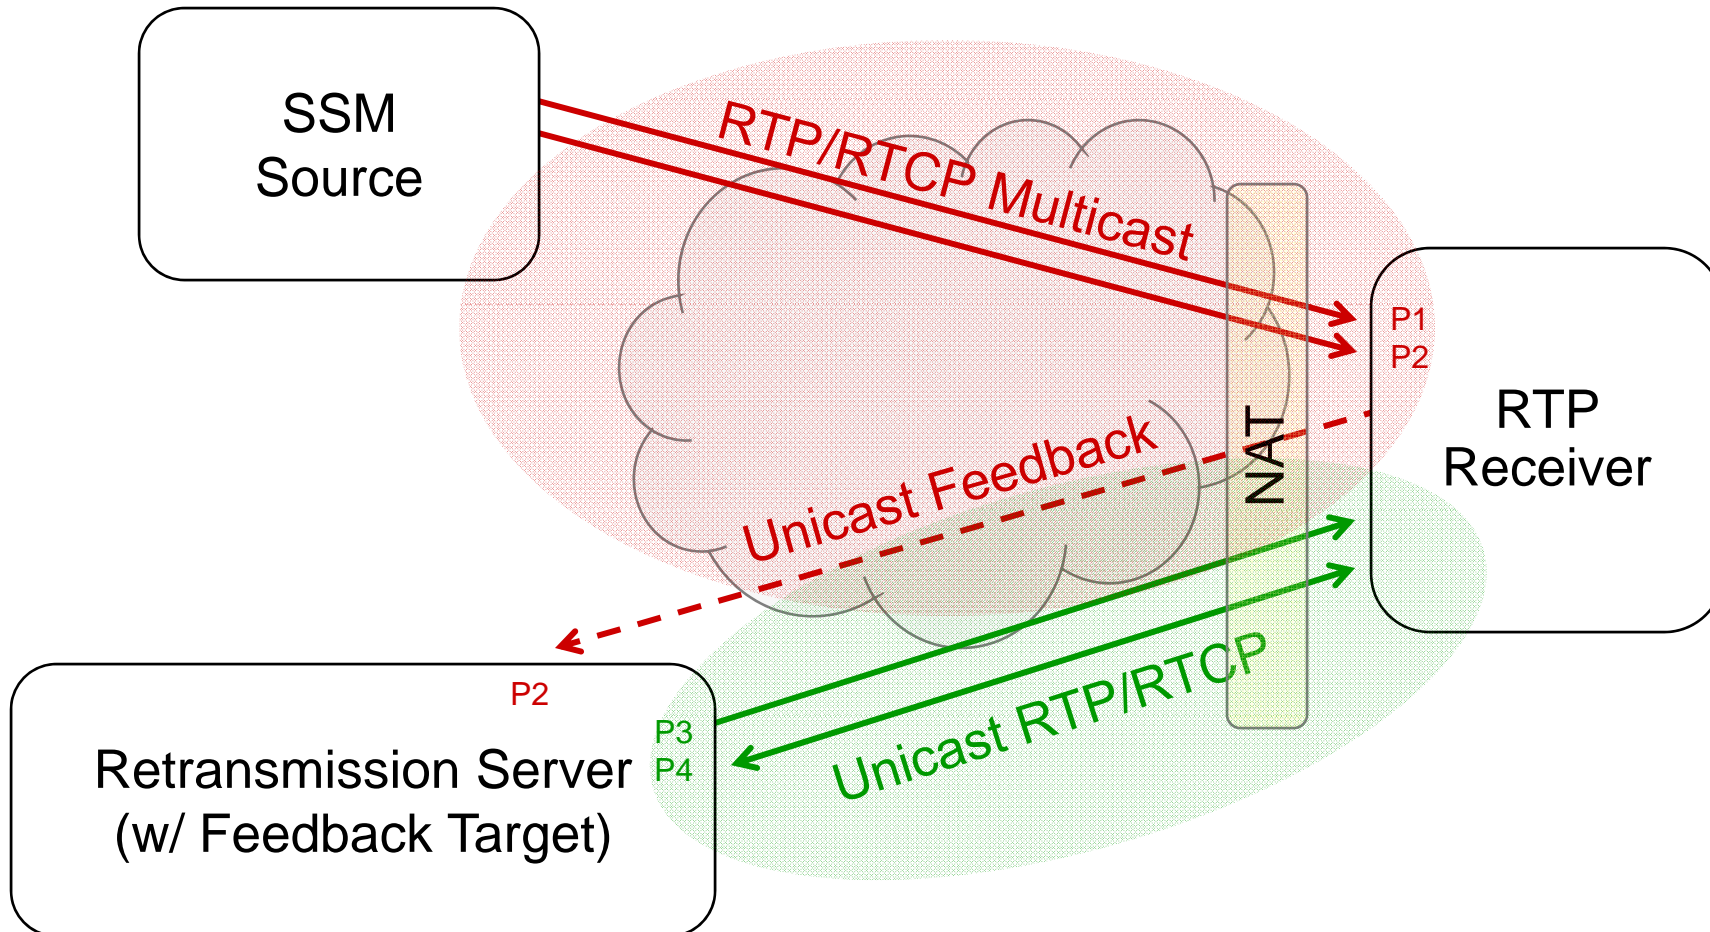 SSM
Source
RTP/RTCP Multicast
P1
P2
RTP
Receiver
NAT
Unicast Feedback
P2
P3
P4
Unicast RTP/RTCP
Retransmission Server
(w/ Feedback Target)